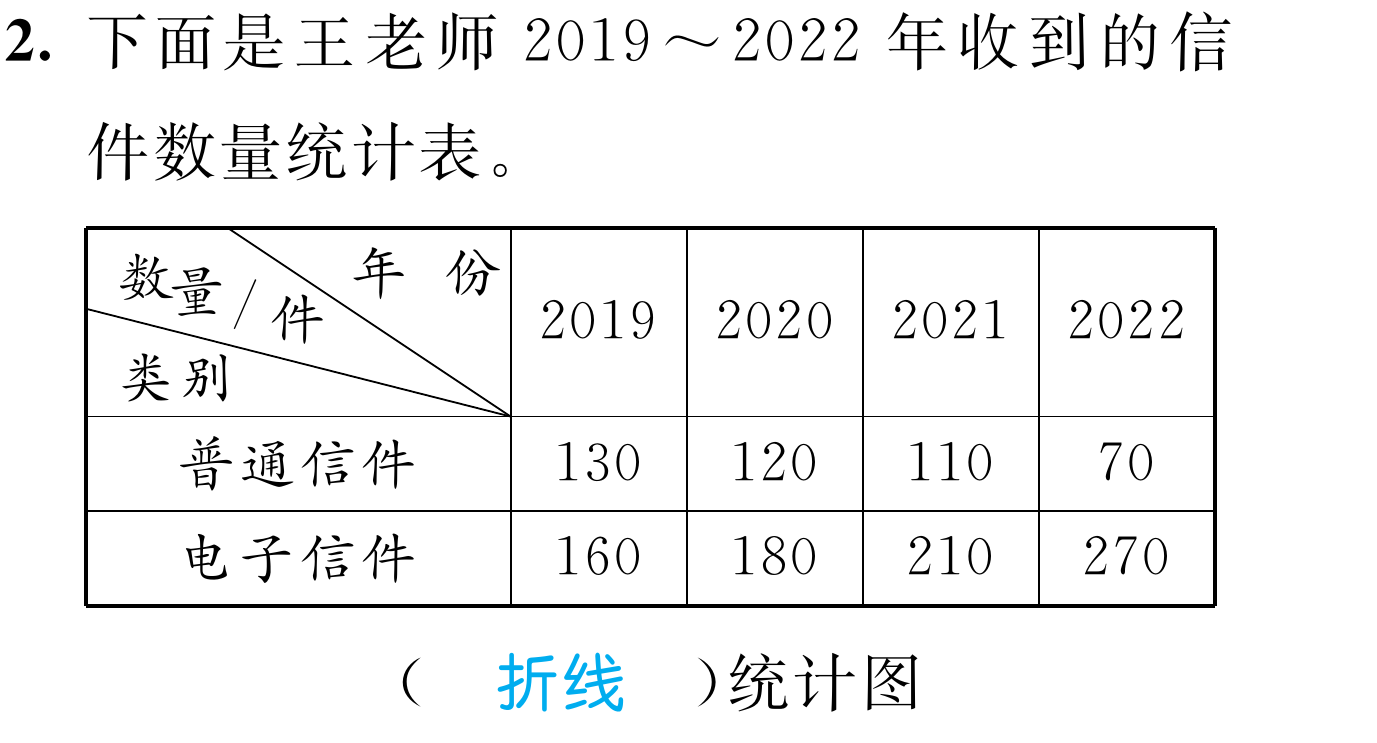 2. 下面是王老师 2019～2022 年收到的信
件数量统计表。
年 份
数量/件
类别
2019 2020 2021 2022
普通信件 130 120 110 70
电子信件 160 180 210 270
( 折线 )统计图